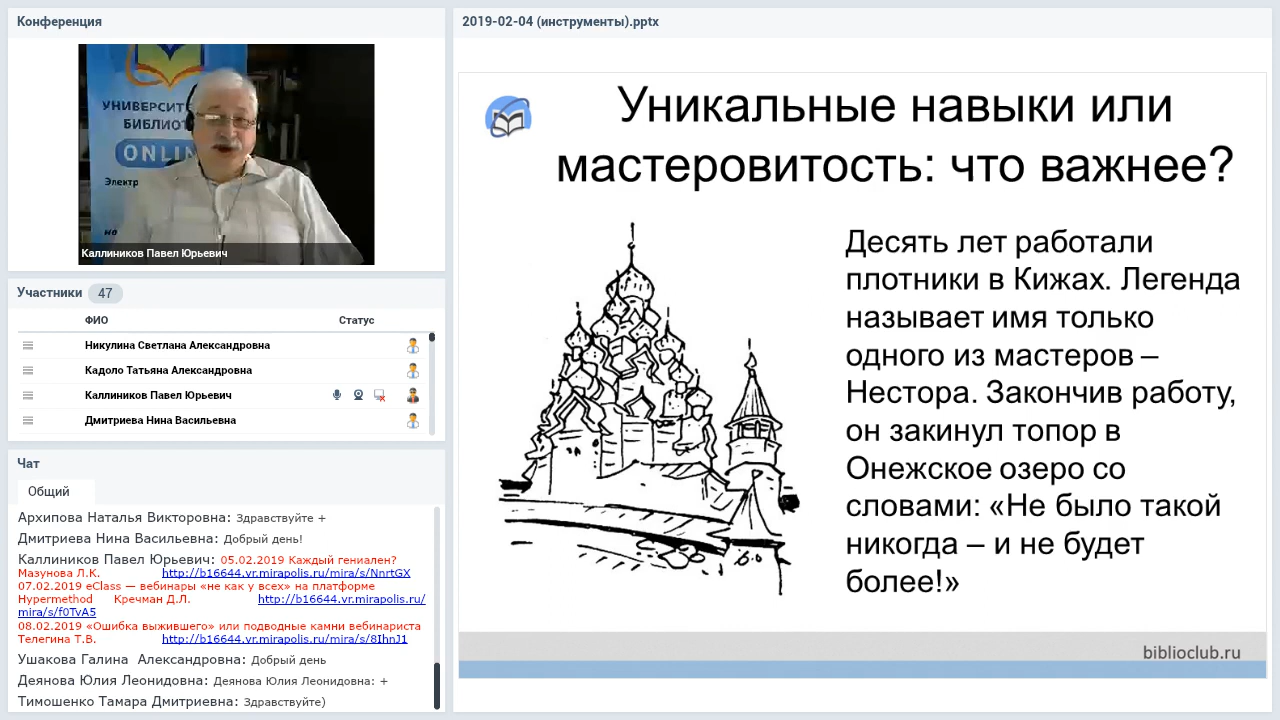 Конференция
УНИВЕРСИТЕ
БИБЛИОТ
ONLIN
Электр
Каллиников Павел Юрьевич
Участники 47
ФИО Статус
Никулина Светлана Александровна
Кадоло Татьяна Александровна
Каллиников Павел Юрьевич
Дмитриева Нина Васильевна
Чат
Общий
Архипова Наталья Викторовна: Здравствуйте +
Дмитриева Нина Васильевна: Добрый день!
Каллиников Павел Юрьевич: 05.02.2019 Каждый гениален?
Мазунова Л.К. http://b16644.vr.mirapolis.ru/mira/s/NnrtGX
07.02.2019 eClass — вебинары «не как у всех» на платформе
Hypermethod Кречман Д.Л. http://b16644.vr.mirapolis.ru/
mira/s/f0TvA5
08.02.2019 «Ошибка выжившего» или подводные камни вебинариста
Телегина Т.В. http://b16644.vr.mirapolis.ru/mira/s/8IhnJ1
Ушакова Галина Александровна: Добрый день
Деянова Юлия Леонидовна: Деянова Юлия Леонидовна: +
Тимошенко Тамара Дмитриевна: Здравствуйте)
2019-02-04 (инструменты).pptx
Уникальные навыки или
мастеровитость: что важнее?
Десять лет работали
плотники в Кижах. Легенда
называет имя только
одного из мастеров –
Нестора. Закончив работу,
он закинул топор в
Онежское озеро со
словами: «Не было такой
никогда – и не будет
более!»
biblioclub.ru